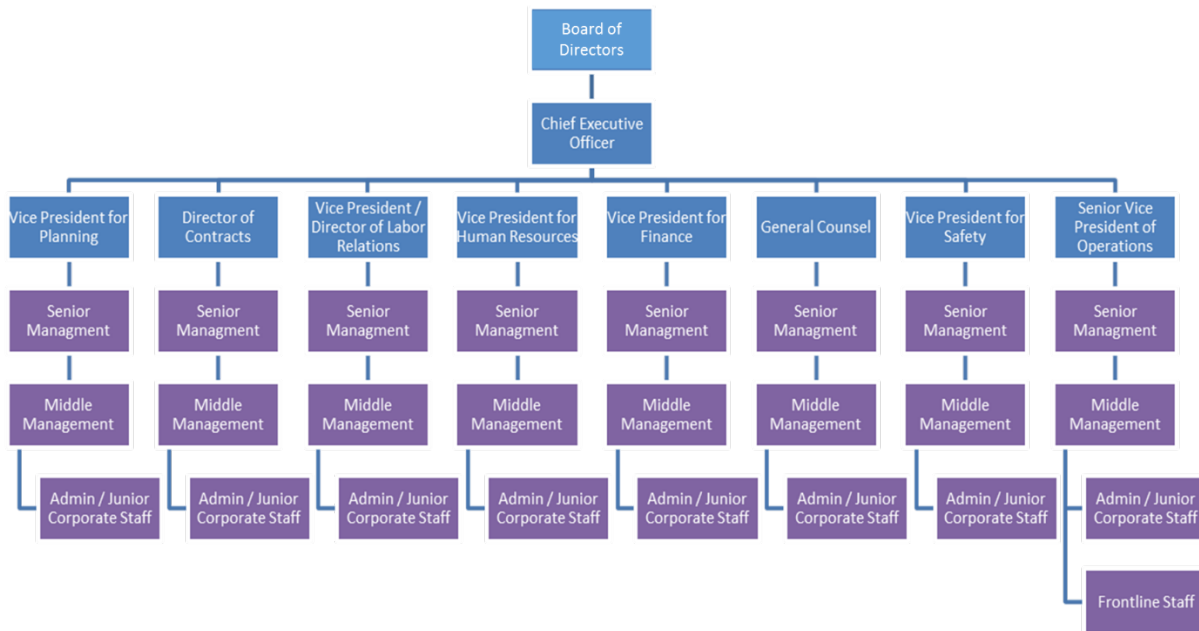 Board of
Directors
Chief Executive
Officer
Vice President for
Planning
Director of
Contracts
Vice President /
Director of Labor
Relations
Vice President for
Human Resources
Vice President for
Finance
General Counsel
Vice President for
Safety
Senior Vice
President of
Operations
Senior
Managment
Senior
Managment
Senior
Managment
Senior
Managment
Senior
Managment
Senior
Managment
Senior
Managment
Senior
Managment
Middle
Management
Middle
Management
Middle
Management
Middle
Management
Middle
Management
Middle
Management
Middle
Management
Middle
Management
Admin / Junior
Corporate Staff
Admin / Junior
Corporate Staff
Admin / Junior
Corporate Staff
Admin / Junior
Corporate Staff
Admin / Junior
Corporate Staff
Admin / Junior
Corporate Staff
Admin / Junior
Corporate Staff
Admin / Junior
Corporate Staff
Frontline Staff